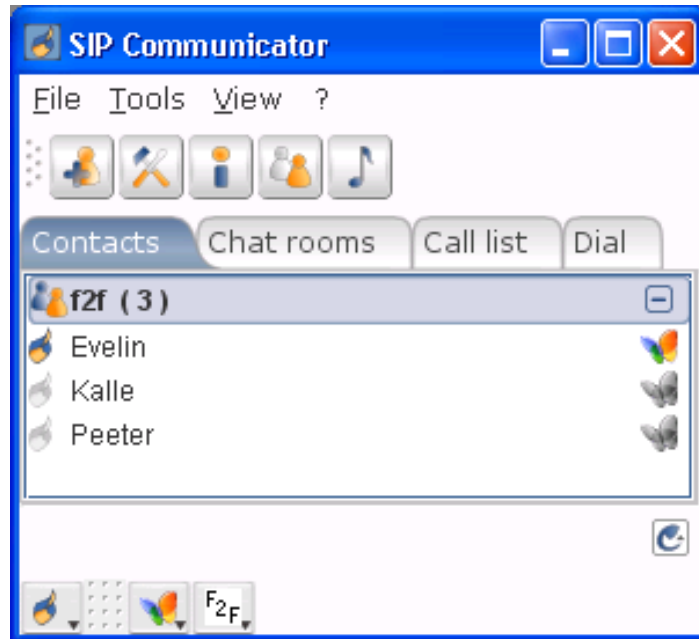 SIP Communicator
File Tools View ?
Contacts Chat rooms Call list Dial
f2f ( 3 )
Evelin
Kalle
Peeter
F2F